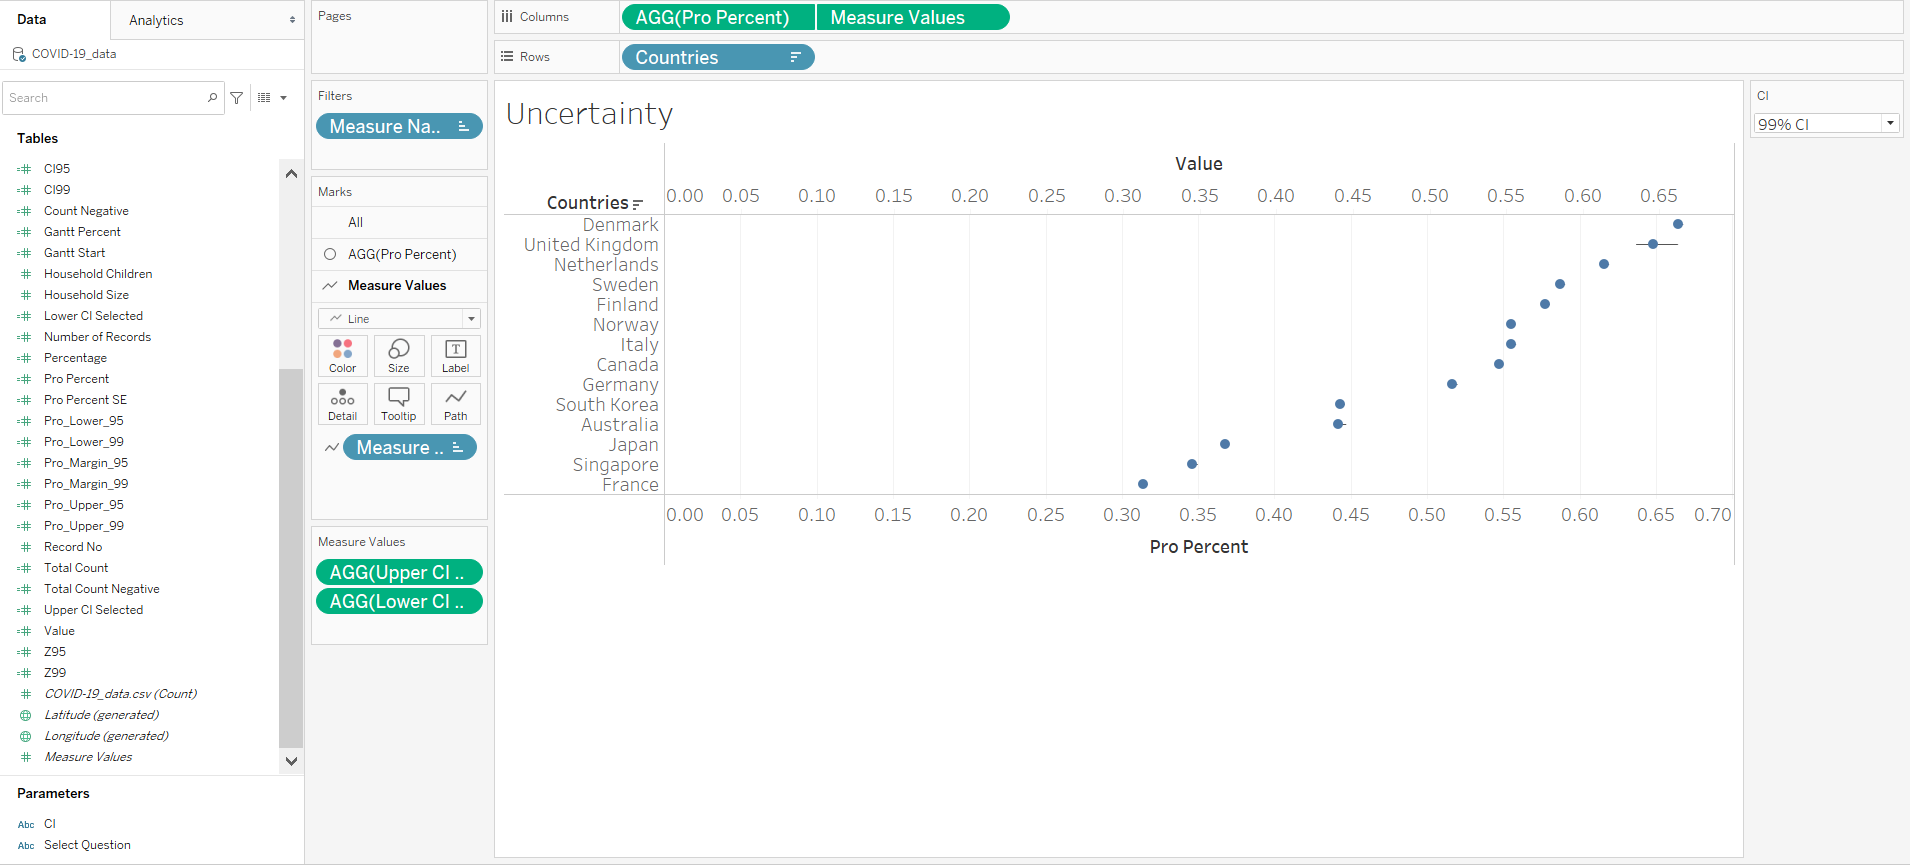 Data
Analytics
COVID-19_data
Search
Tables
CI95
CI99
Count Negative
Gantt Percent
Gantt Start
Household Children
Household Size
Lower CI Selected
Number of Records
Percentage
Pro Percent
Pro Percent SE
Pro_Lower_95
Pro_Lower_99
Pro_Margin_95
Pro_Margin_99
Pro_Upper_95
Pro_Upper_99
Record No
Total Count
Total Count Negative
Upper CI Selected
Value
Z95
Z99
COVID-19_data.csv (Count)
Latitude (generated)
Longitude (generated)
Measure Values
Parameters
Abc CI
Abc Select Question
Pages
Filters
Measure Na..
Marks
All
AGG(Pro Percent)
Measure Values
Line
Color Size Label
T
Detail Tooltip Path
Measure ..
Measure Values
AGG(Upper CI ..
AGG(Lower CI ..
Columns AGG(Pro Percent) Measure Values
Rows Countries
Uncertainty
Value
Countries 0.00 0.05 0.10 0.15 0.20 0.25 0.30 0.35 0.40 0.45 0.50 0.55 0.60 0.65
Denmark
United Kingdom
Netherlands
Sweden
Finland
Norway
Italy
Canada
Germany
South Korea
Australia
Japan
Singapore
France
0.00 0.05 0.10 0.15 0.20 0.25 0.30 0.35 0.40 0.45 0.50 0.55 0.60 0.65 0.70
Pro Percent
CI
99% CI